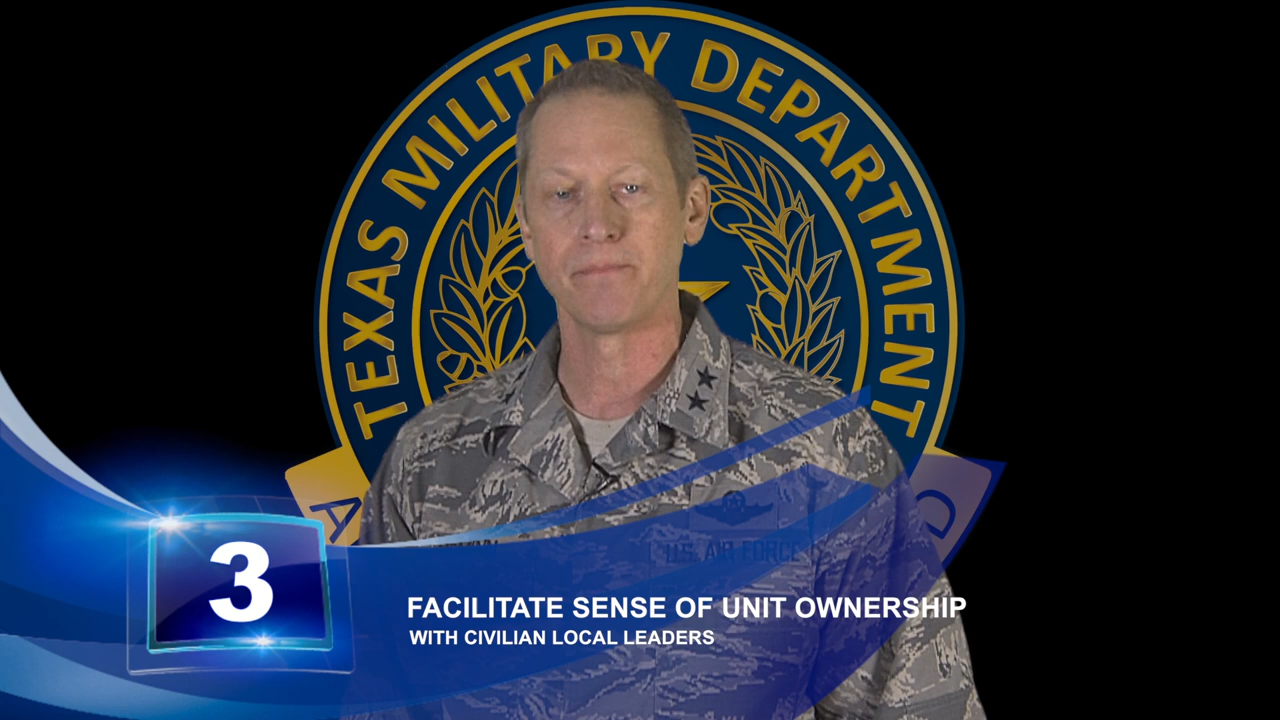 TEXAS MILITARY DEPARTMENT
U.S. AIR FORCE
3
FACILITATE SENSE OF UNIT OWNERSHIP
WITH CIVILIAN LOCAL LEADERS